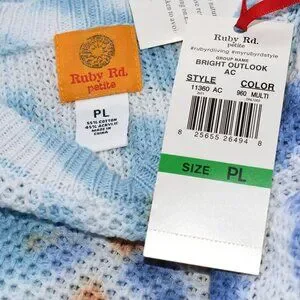 Ruby Rd.
petite
PL
55% COTTON
45% ACRYLIC
MADE IN
CHINA
Ruby Rd.
petite
#rubyrdliving #myrubyrdstyle
GROUP NAME
BRIGHT OUTLOOK
AC
STYLE COLOR
11360 AC 960 MULTI
8 25655 26494 8
SIZE PL